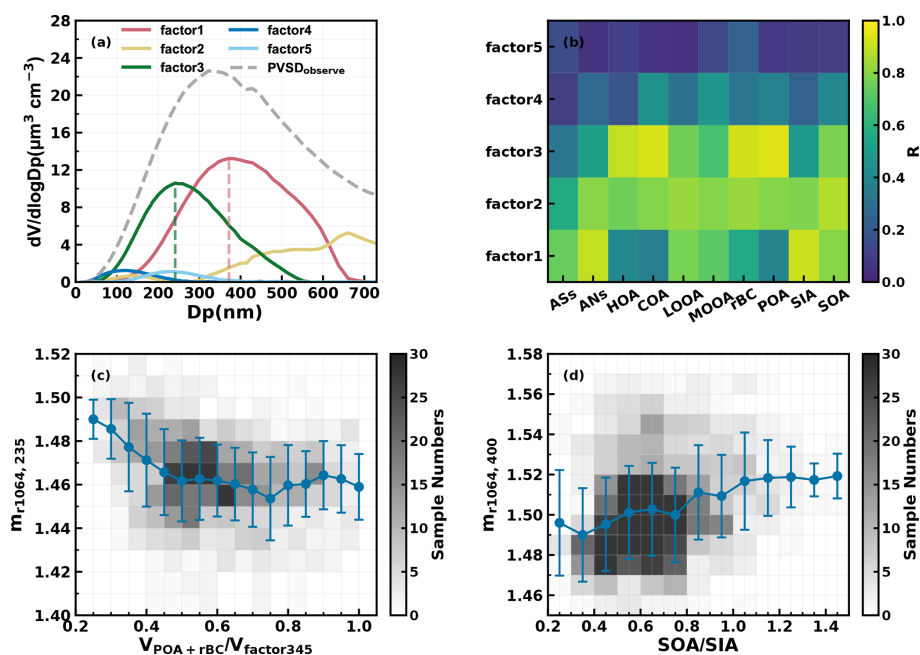 (a)
factor1
factor2
factor3
factor4
factor5
PVSD_observe
28
24
20
16
12
8
4
0
dV/dlogDp(μm³ cm⁻³)
0 100 200 300 400 500 600 700
Dp(nm)
(b)
factor5
factor4
factor3
factor2
factor1
ASs ANs HOA COA LOOA MOOA rBC POA SIA SOA
1.0
0.8
0.6
0.4
0.2
0.0
R
(c)
1.52
1.50
1.48
1.46
1.44
1.42
1.40
m_r1064, 235
0.2 0.4 0.6 0.8 1.0
V_POA + rBC/V_factor345
30
25
20
15
10
5
0
Sample Numbers
(d)
1.58
1.56
1.54
1.52
1.50
1.48
1.46
m_r1064, 400
0.2 0.4 0.6 0.8 1.0 1.2 1.4
SOA/SIA
30
25
20
15
10
5
0
Sample Numbers